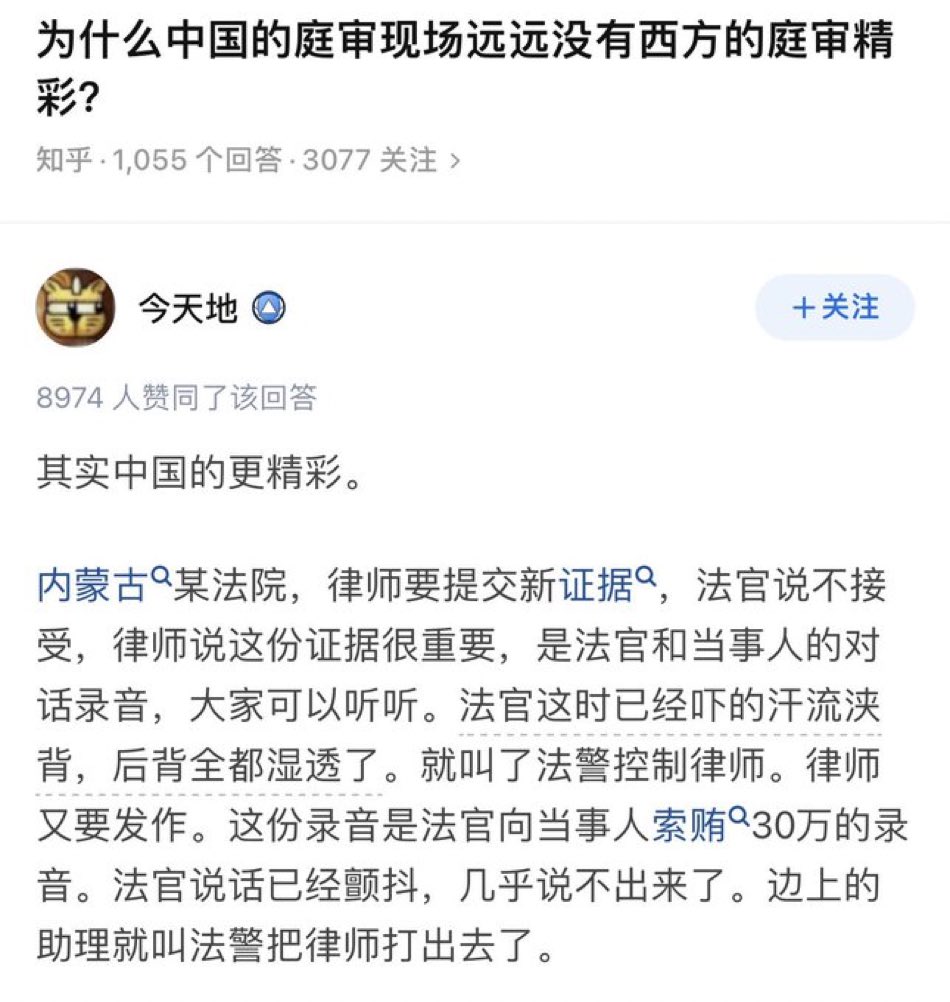 为什么中国的庭审现场远远没有西方的庭审精
彩?
知乎 · 1,055 个回答 · 3077 关注 >
今天地
+关注
8974 人赞同了该回答
其实中国的更精彩。
内蒙古某法院，律师要提交新证据，法官说不接
受，律师说这份证据很重要，是法官和当事人的对
话录音，大家可以听听。法官这时已经吓的汗流浃
背，后背全都湿透了。就叫了法警控制律师。律师
又要发作。这份录音是法官向当事人索贿30万的录
音。法官说话已经颤抖，几乎说不出来了。边上的
助理就叫法警把律师打出去了。